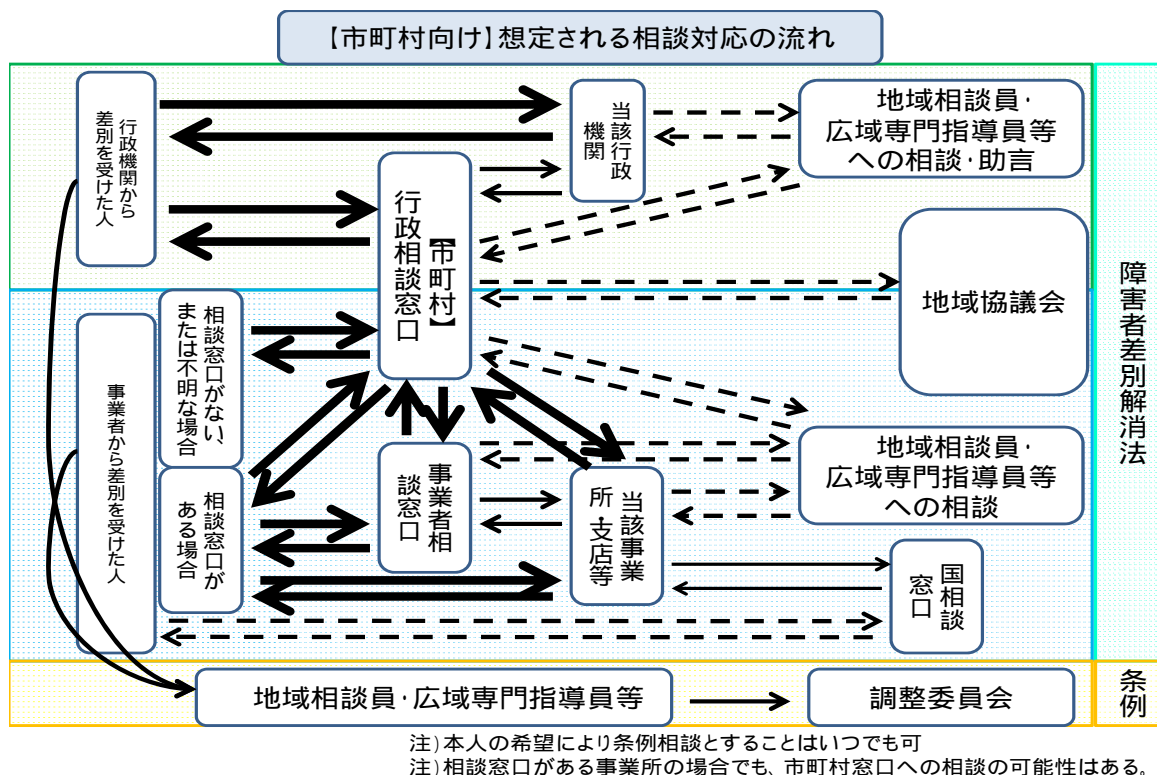 【市町村向け】想定される相談対応の流れ
行政機関から
差別を受けた人
当該行政
機関
地域相談員・
広域専門指導員等
への相談・助言
【市町村】
行政相談窓口
地域協議会
障害者差別解消法
事業者から差別を受けた人
相談窓口がない、
または不明な場合
相談窓口が
ある場合
事業者相
談窓口
当該事業
所・支店等
地域相談員・
広域専門指導員等
への相談
国相談
窓口
地域相談員・広域専門指導員等
調整委員会
条例
注)本人の希望により条例相談とすることはいつでも可
注)相談窓口がある事業所の場合でも、市町村窓口への相談の可能性はある。